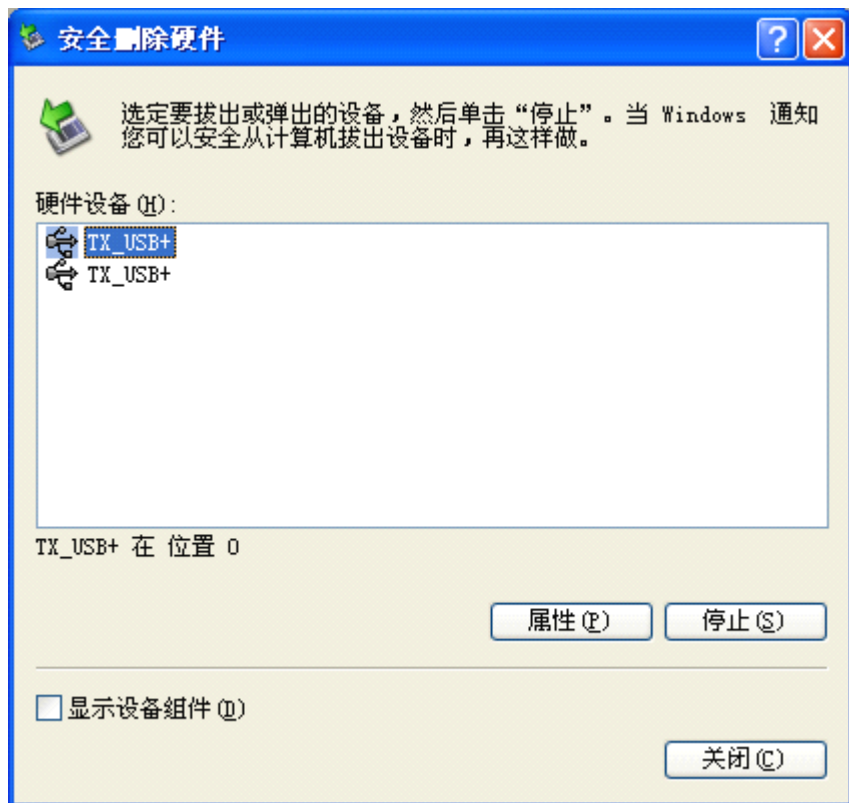 安全删除硬件
选定要拔出或弹出的设备，然后单击“停止”。当 Windows 通知
您可以安全从计算机拔出设备时，再这样做。
硬件设备(H):
TX_USB+
TX_USB+
TX_USB+ 在 位置 0
属性(P) 停止(S)
显示设备组件(D)
关闭(C)